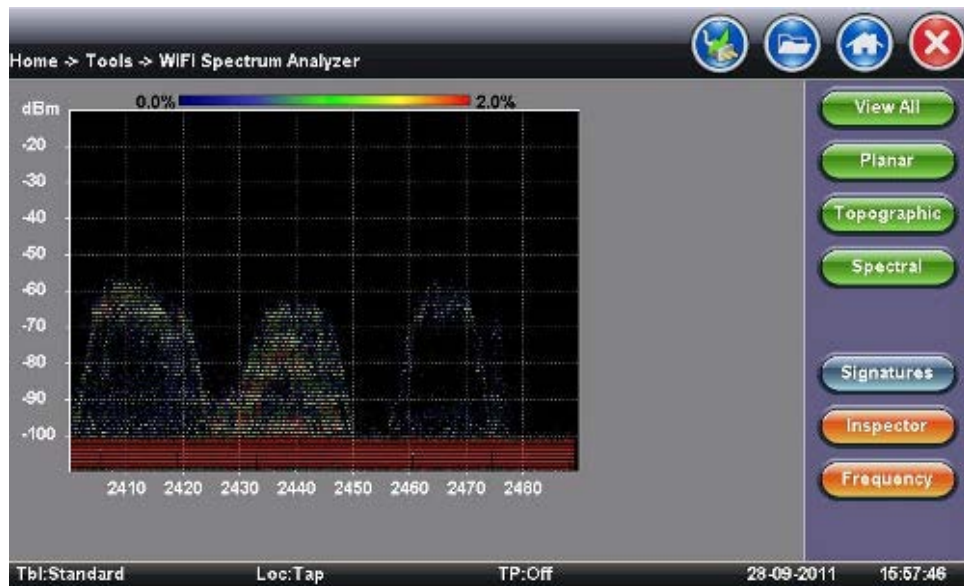 Home -> Tools -> WiFi Spectrum Analyzer
0.0% 2.0%
dBm
-20
-30
-40
-50
-60
-70
-80
-90
-100
2410 2420 2430 2440 2450 2460 2470 2480
View All
Planar
Topographic
Spectral
Signatures
Inspector
Frequency
Tbl:Standard Loc:Tap TP:Off 28-09-2011 15:57:46